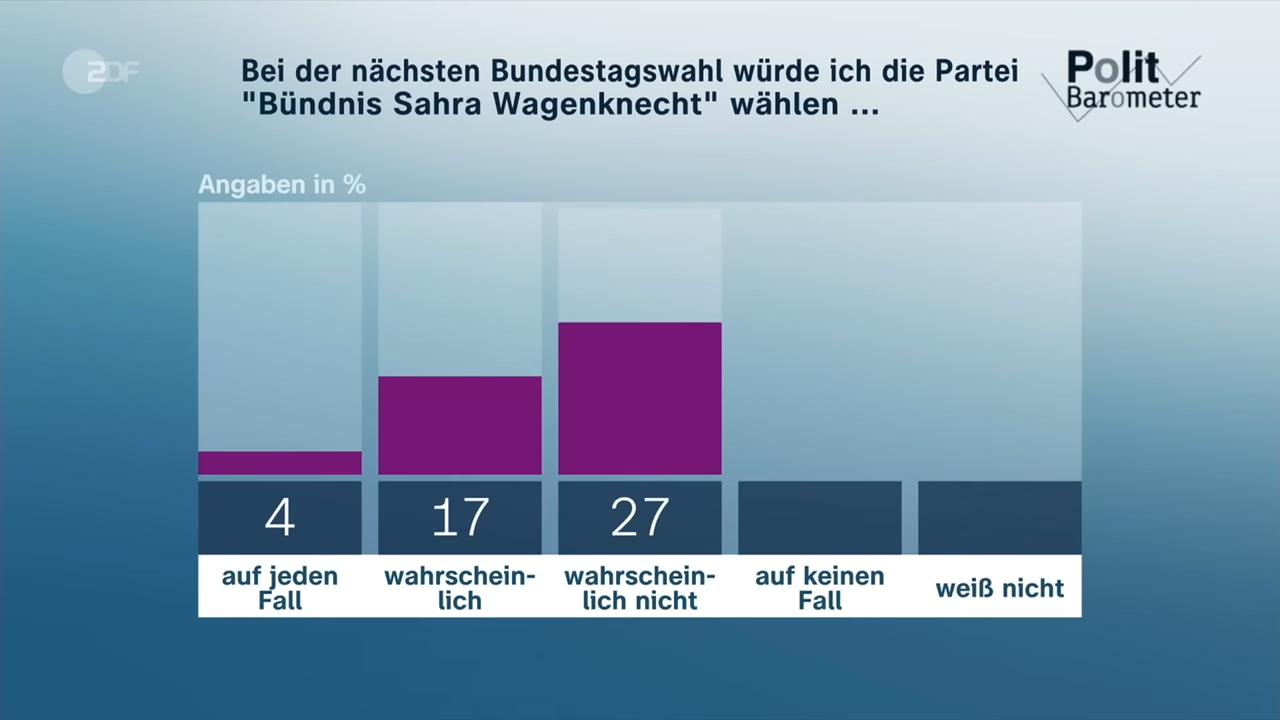 ZDF
Bei der nächsten Bundestagswahl würde ich die Partei
"Bündnis Sahra Wagenknecht" wählen ...
Polit
Barometer
Angaben in %
4
17
27
auf jeden
Fall
wahrschein-
lich
wahrschein-
lich nicht
auf keinen
Fall
weiß nicht